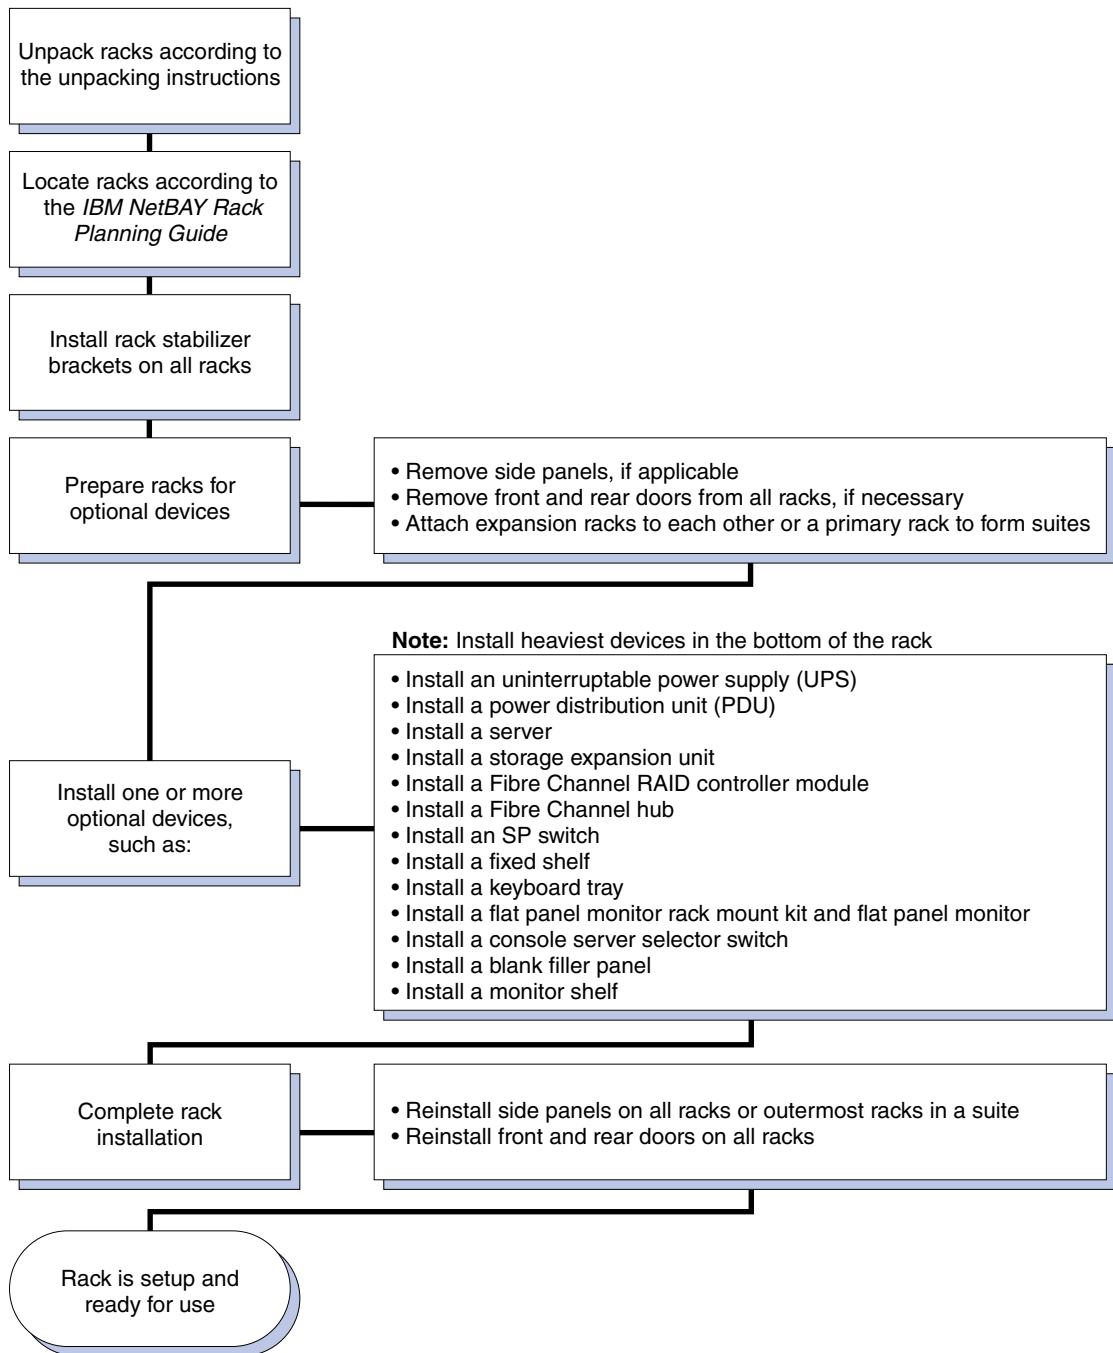 Unpack racks according to
the unpacking instructions
Locate racks according to
the IBM NetBAY Rack
Planning Guide
Install rack stabilizer
brackets on all racks
Prepare racks for
optional devices
• Remove side panels, if applicable
• Remove front and rear doors from all racks, if necessary
• Attach expansion racks to each other or a primary rack to form suites
Note: Install heaviest devices in the bottom of the rack
Install one or more
optional devices,
such as:
• Install an uninterruptable power supply (UPS)
• Install a power distribution unit (PDU)
• Install a server
• Install a storage expansion unit
• Install a Fibre Channel RAID controller module
• Install a Fibre Channel hub
• Install an SP switch
• Install a fixed shelf
• Install a keyboard tray
• Install a flat panel monitor rack mount kit and flat panel monitor
• Install a console server selector switch
• Install a blank filler panel
• Install a monitor shelf
Complete rack
installation
• Reinstall side panels on all racks or outermost racks in a suite
• Reinstall front and rear doors on all racks
Rack is setup and
ready for use